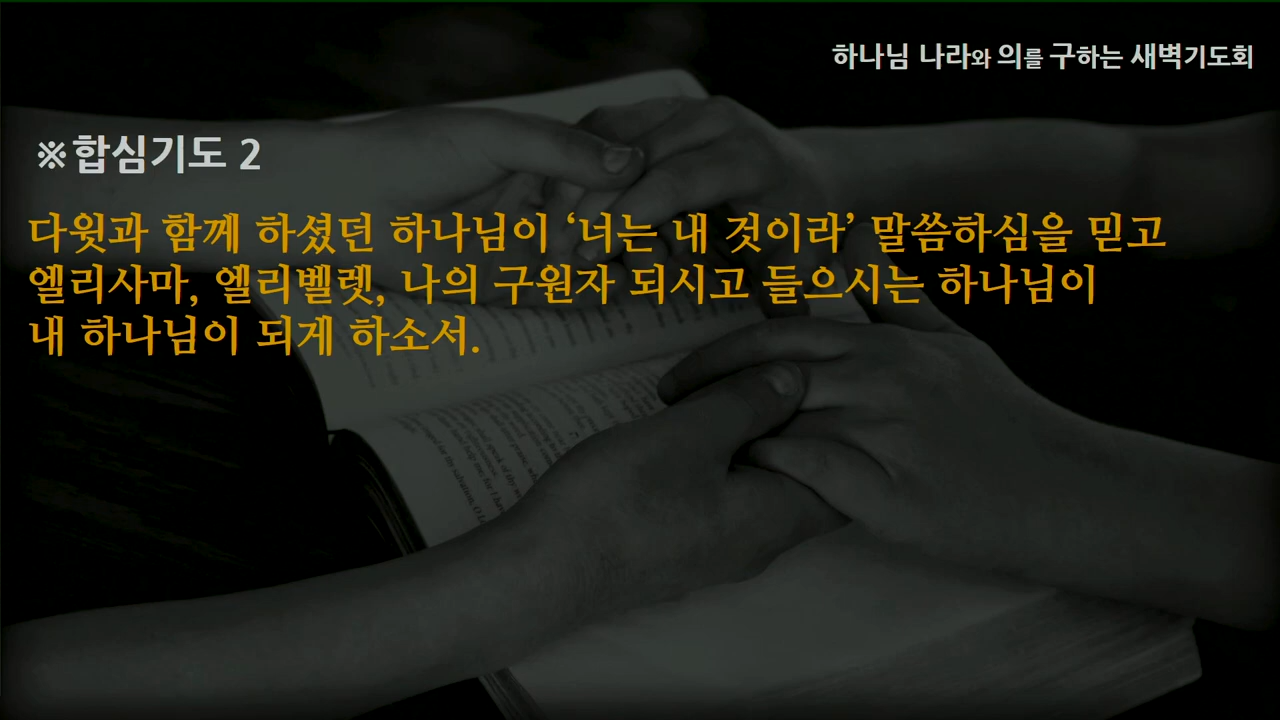 하나님 나라와 의를 구하는 새벽기도회
※합심기도 2
다윗과 함께 하셨던 하나님이 ‘너는 내 것이라’ 말씀하심을 믿고
엘리사마, 엘리벨렛, 나의 구원자 되시고 들으시는 하나님이
내 하나님이 되게 하소서.